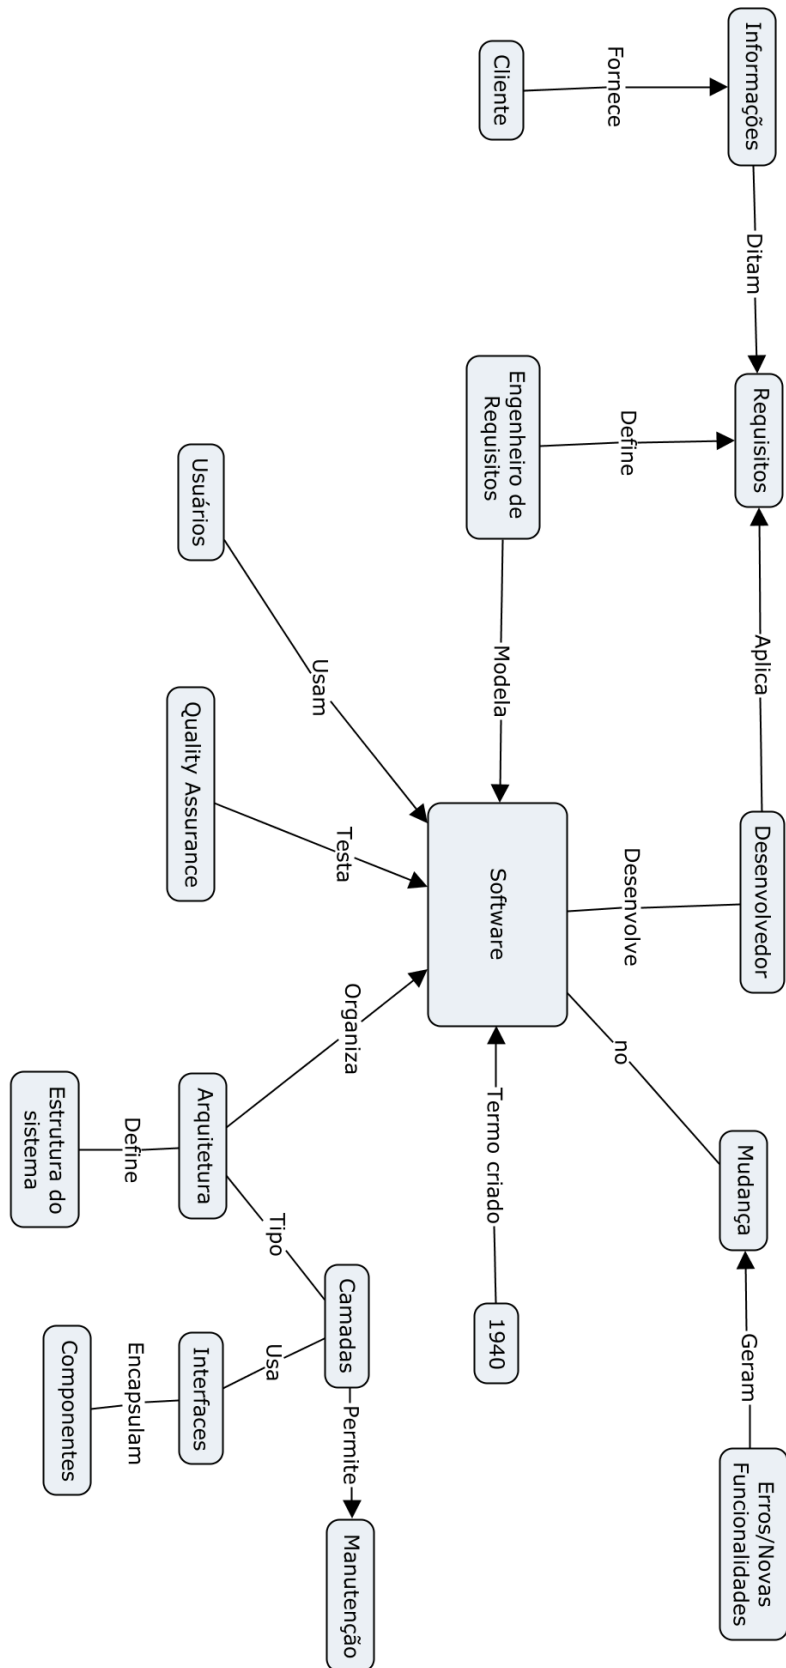 Informações
Ditam
Requisitos
Aplica
Desenvolvedor
Mudança
Geram
Erros/Novas
Funcionalidades
Fornece
Define
Desenvolve
no
Cliente
Engenheiro de
Requisitos
Modela
Software
Termo criado
1940
Usam
Testa
Organiza
Camadas
Permite
Manutenção
Tipo
Usa
Usuários
Quality Assurance
Arquitetura
Interfaces
Define
Encapsulam
Estrutura do
sistema
Componentes